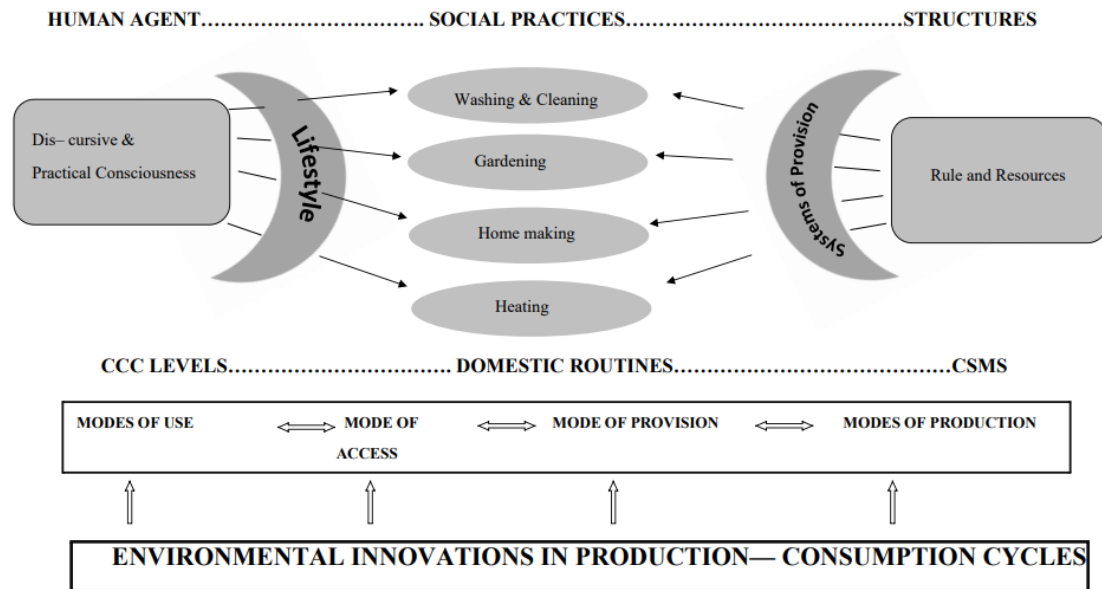 HUMAN AGENT……………………………. SOCIAL PRACTICES……………………………………STRUCTURES
Washing & Cleaning
Dis– cursive &
Practical Consciousness
Lifestyle
Gardening
Systems of Provision
Rule and Resources
Home making
Heating
CCC LEVELS……………………………. DOMESTIC ROUTINES……………………………………CSMS
MODES OF USE
MODE OF
ACCESS
MODE OF PROVISION
MODES OF PRODUCTION
ENVIRONMENTAL INNOVATIONS IN PRODUCTION— CONSUMPTION CYCLES